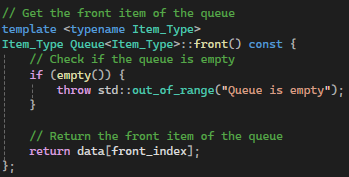 // Get the front item of the queue
template <typename Item_Type>
Item_Type Queue<Item_Type>::front() const {
    // Check if the queue is empty
    if (empty()) {
        throw std::out_of_range("Queue is empty");
    }

    // Return the front item of the queue
    return data[front_index];
};